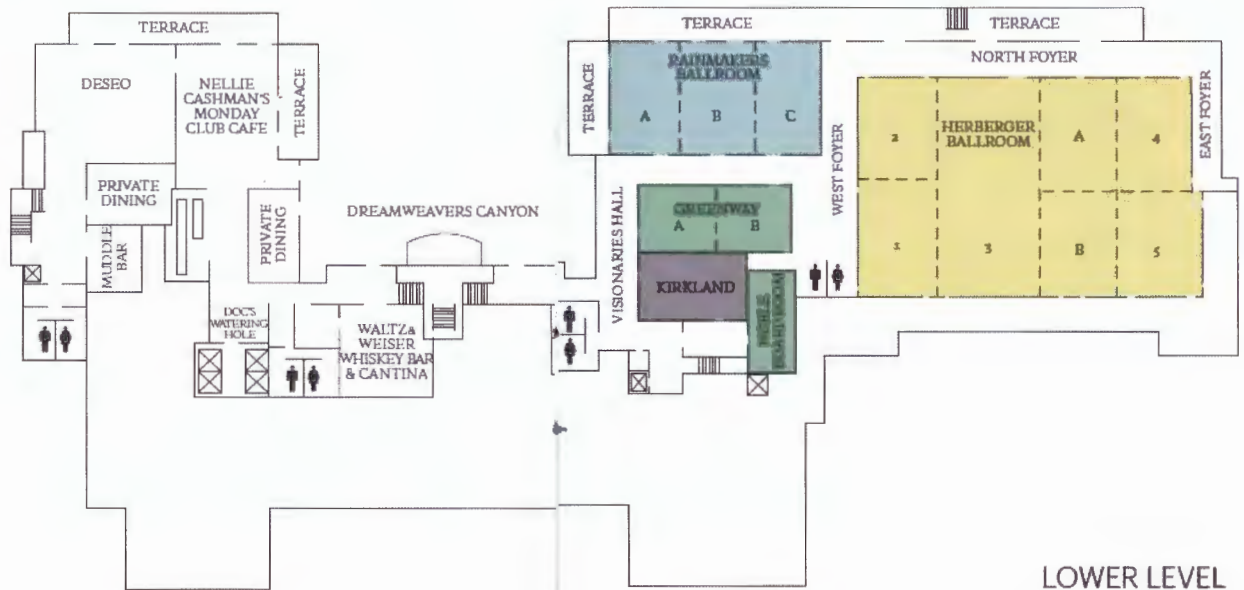 TERRACE
DESEO
NELLIE
CASHMAN'S
MONDAY
CLUB CAFE
TERRACE
PRIVATE
DINING
MUDDLE
BAR
PRIVATE
DINING
DREAMWEAVERS CANYON
DOC'S
WATERING
HOLE
WALTZ &
WEISER
WHISKEY BAR
& CANTINA
TERRACE
TERRACE
TERRACE
RAINMAKERS
BALLROOM
A
B
C
NORTH FOYER
WEST FOYER
EAST FOYER
HERBERGER
BALLROOM
2
A
4
1
3
B
5
VISIONARIES HALL
GREENWAY
A
B
KIRKLAND
BOARDROOM
LOWER LEVEL